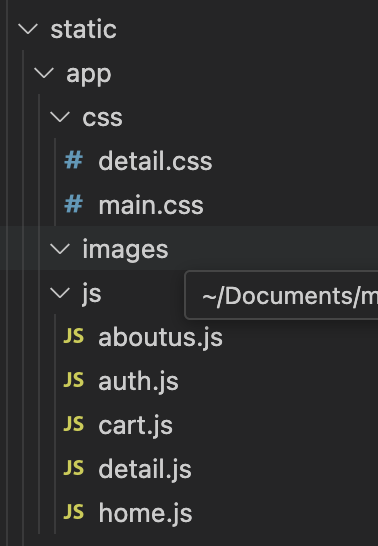 static
app
css
# detail.css
# main.css
images
js
~/Documents/m
JS aboutus.js
JS auth.js
JS cart.js
JS detail.js
JS home.js